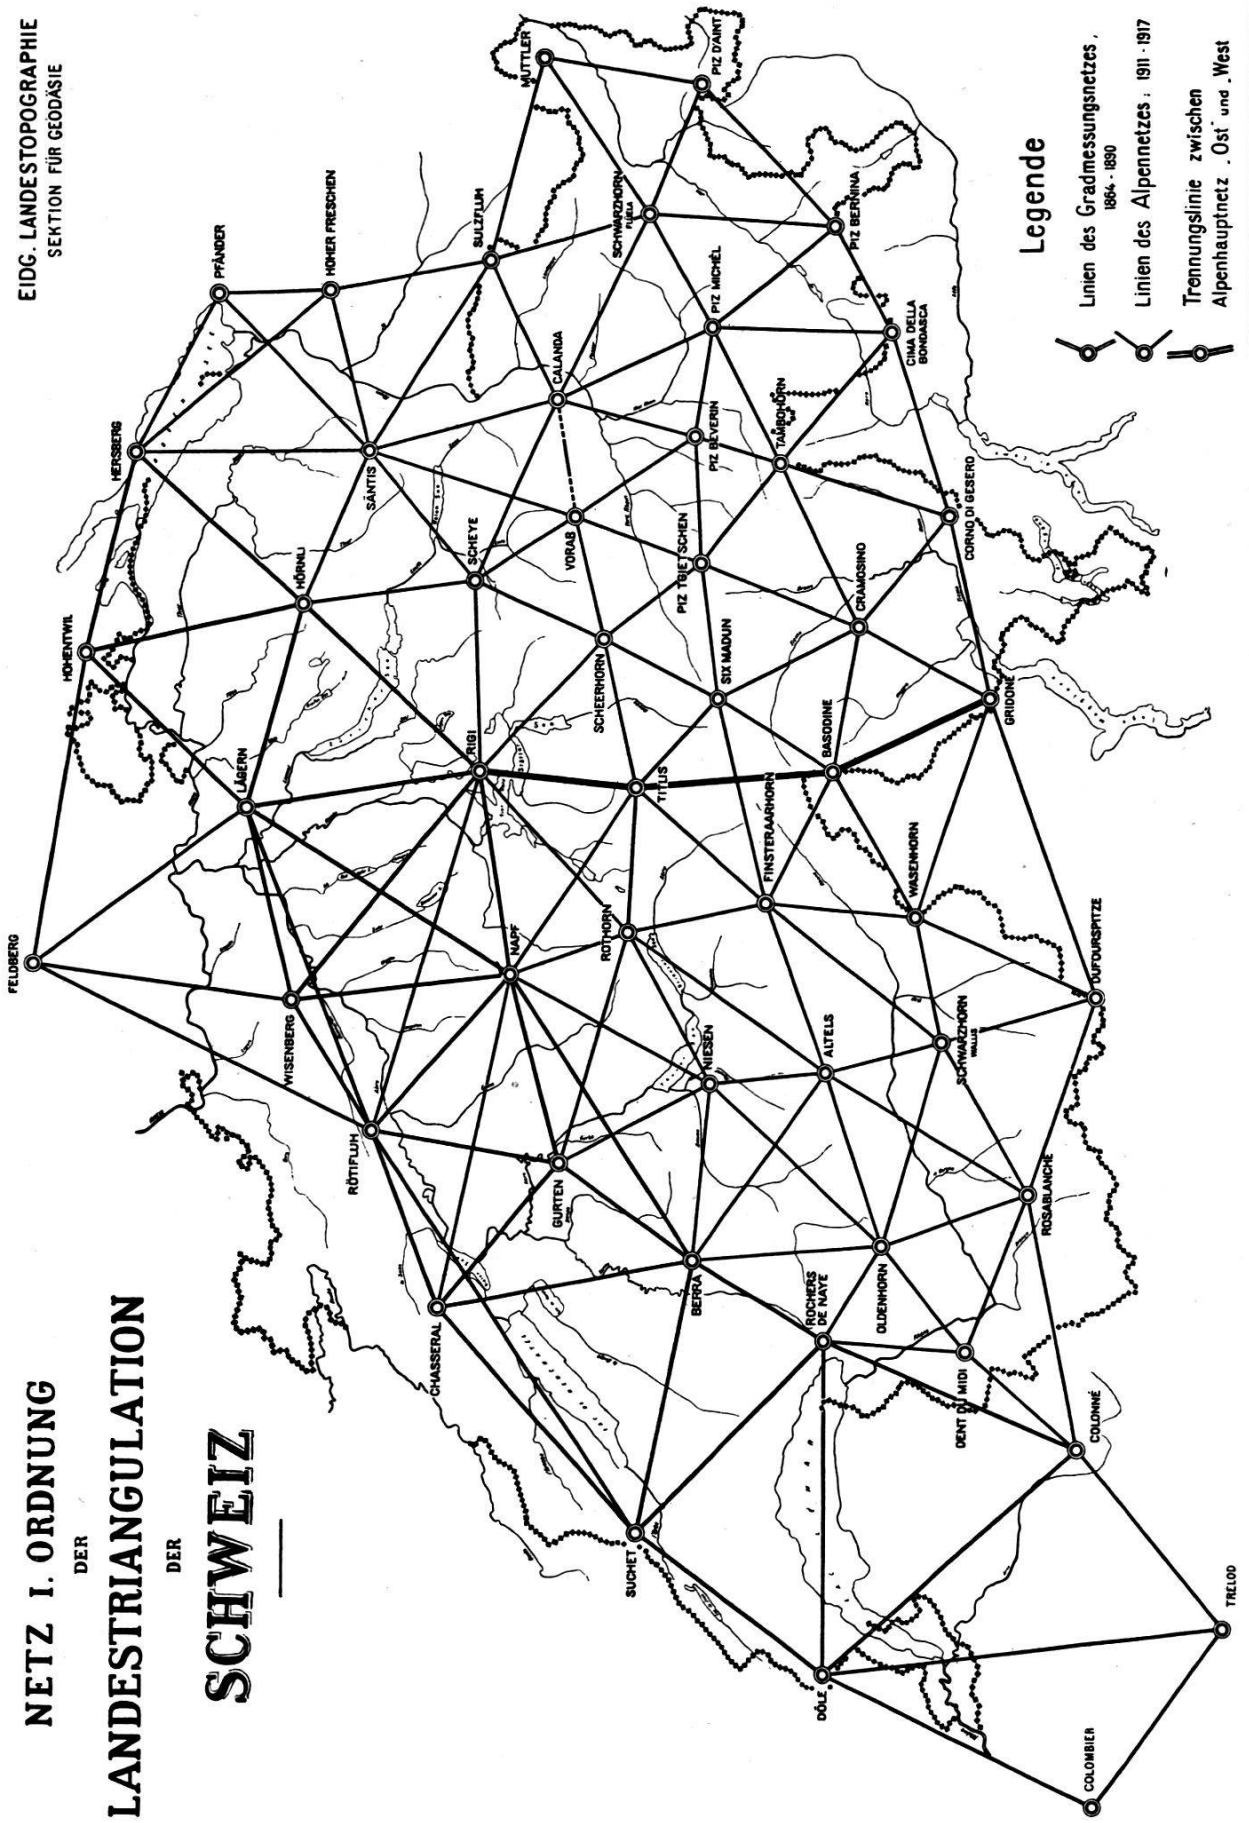 NETZ I. ORDNUNG
DER
LANDESTRIANGULATION
DER
SCHWEIZ
EIDG. LANDESTOPOGRAPHIE
SEKTION FÜR GEODÄSIE
FELDBERG
HOHENTWIL
HERSBERG
PFÄNDER
HOHER FRESCHEN
LÄGERN
HÖRNLI
SÄNTIS
WISENBERG
RÖTIFLUH
CHASSERAL
RIGI
SCHEYE
SULZFLUH
MUTTLER
NAPF
GURTEN
CALANDA
VORAB
SCHEERHORN
TITLIS
ROTHORN
SUCHET
BERRA
NIESEN
SCHWARZHORN
FLÜELA
PIZ D'AINT
PIZ MICHÈL
PIZ BEVERIN
PIZ TGIETSCHEN
SIX MADUN
FINSTERAARHORN
ALTELS
TAMBOHORN
PIZ BERNINA
CIMA DELLA
BONDASCA
CRAMOSINO
BASODINE
ROCHERS
DE NAYE
OLDENHORN
DÔLE
WASENHORN
SCHWARZHORN
WALLIS
CORNO DI GESERO
GRIDONE
DENT DU MIDI
ROSABLANCHE
DUFOURSPITZE
COLONNÉ
COLOMBIER
TRELOD
Legende
Linien des Gradmessungsnetzes,
1864 - 1890
Linien des Alpennetzes: 1911 - 1917
Trennungslinie zwischen
Alpenhauptnetz „Ost" und „West